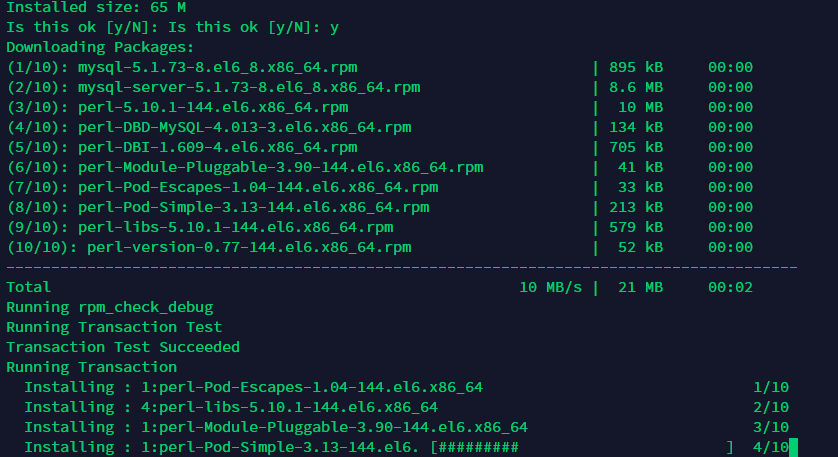 Installed size: 65 M
Is this ok [y/N]: Is this ok [y/N]: y
Downloading Packages:
(1/10): mysql-5.1.73-8.el6_8.x86_64.rpm | 895 kB 00:00
(2/10): mysql-server-5.1.73-8.el6_8.x86_64.rpm | 8.6 MB 00:00
(3/10): perl-5.10.1-144.el6.x86_64.rpm | 10 MB 00:00
(4/10): perl-DBD-MySQL-4.013-3.el6.x86_64.rpm | 134 kB 00:00
(5/10): perl-DBI-1.609-4.el6.x86_64.rpm | 705 kB 00:00
(6/10): perl-Module-Pluggable-3.90-144.el6.x86_64.rpm | 41 kB 00:00
(7/10): perl-Pod-Escapes-1.04-144.el6.x86_64.rpm | 33 kB 00:00
(8/10): perl-Pod-Simple-3.13-144.el6.x86_64.rpm | 213 kB 00:00
(9/10): perl-libs-5.10.1-144.el6.x86_64.rpm | 579 kB 00:00
(10/10): perl-version-0.77-144.el6.x86_64.rpm | 52 kB 00:00
----------------------------------------------------------------------------------------
Total 10 MB/s | 21 MB 00:02
Running rpm_check_debug
Running Transaction Test
Transaction Test Succeeded
Running Transaction
Installing : 1:perl-Pod-Escapes-1.04-144.el6.x86_64 1/10
Installing : 4:perl-libs-5.10.1-144.el6.x86_64 2/10
Installing : 1:perl-Module-Pluggable-3.90-144.el6.x86_64 3/10
Installing : 1:perl-Pod-Simple-3.13-144.el6. [######### ] 4/10